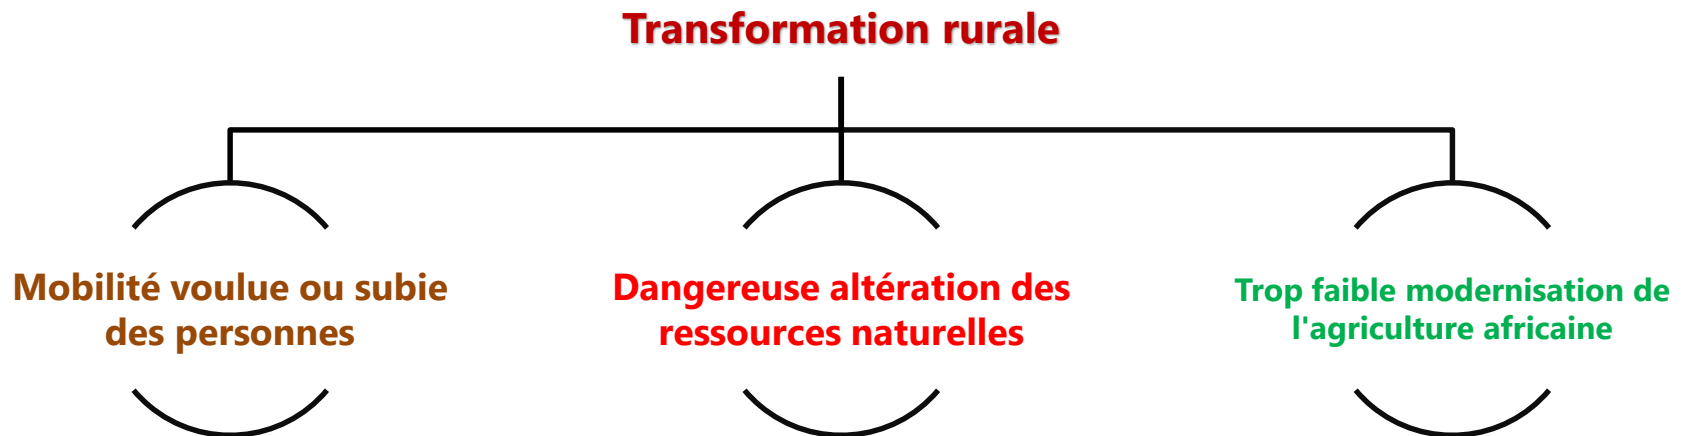 Transformation rurale
Mobilité voulue ou subie
des personnes
Dangereuse altération des
ressources naturelles
Trop faible modernisation de
l'agriculture africaine